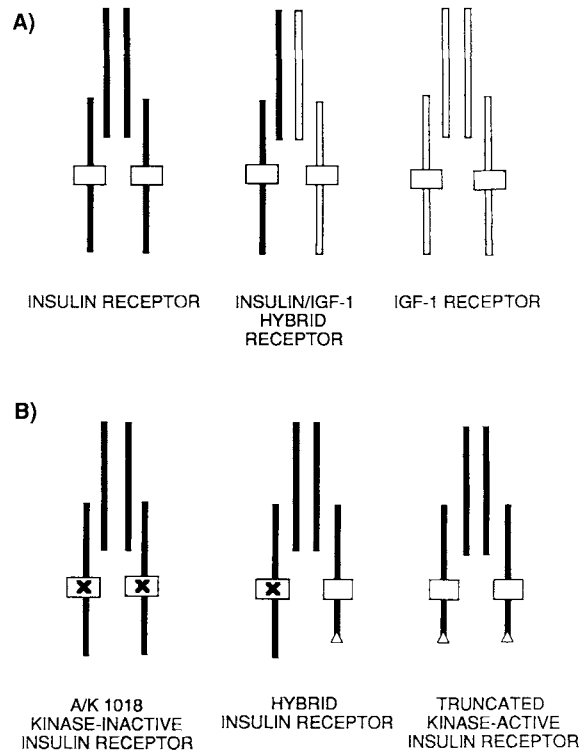 A)
INSULIN RECEPTOR
INSULIN/IGF-1
HYBRID
RECEPTOR
IGF-1 RECEPTOR
B)
A/K 1018
KINASE-INACTIVE
INSULIN RECEPTOR
HYBRID
INSULIN RECEPTOR
TRUNCATED
KINASE-ACTIVE
INSULIN RECEPTOR